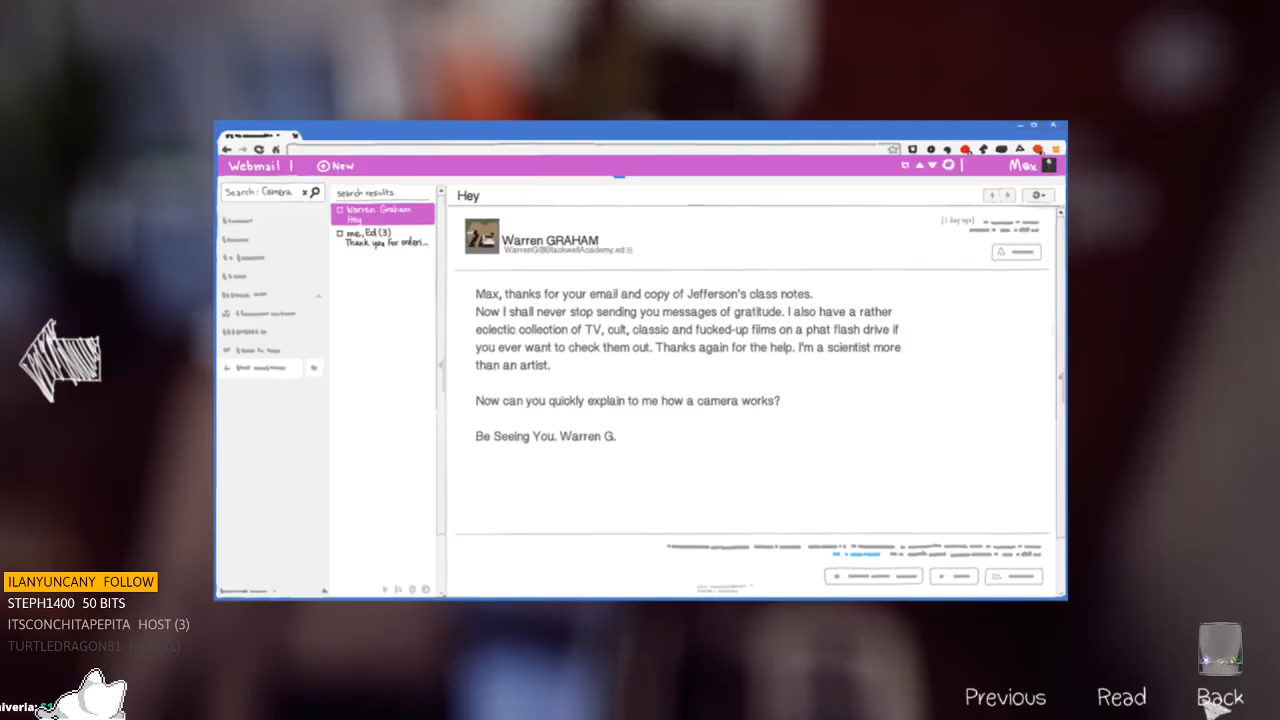 Webmail |
New
Max
Search: Camera x
search results
Warren Graham
Hey
me, Ed (3)
Thank you for orderi...
Hey
[1 day ago]
Warren GRAHAM
WarrenG@BlackwellAcademy.ed
Max, thanks for your email and copy of Jefferson's class notes.
Now I shall never stop sending you messages of gratitude. I also have a rather
eclectic collection of TV, cult, classic and fucked-up films on a phat flash drive if
you ever want to check them out. Thanks again for the help. I'm a scientist more
than an artist.
Now can you quickly explain to me how a camera works?
Be Seeing You. Warren G.
ILANYUNCANY FOLLOW
STEPH1400 50 BITS
ITSCONCHITAPEPITA HOST (3)
TURTLEDRAGON81
Previous
Read
Back